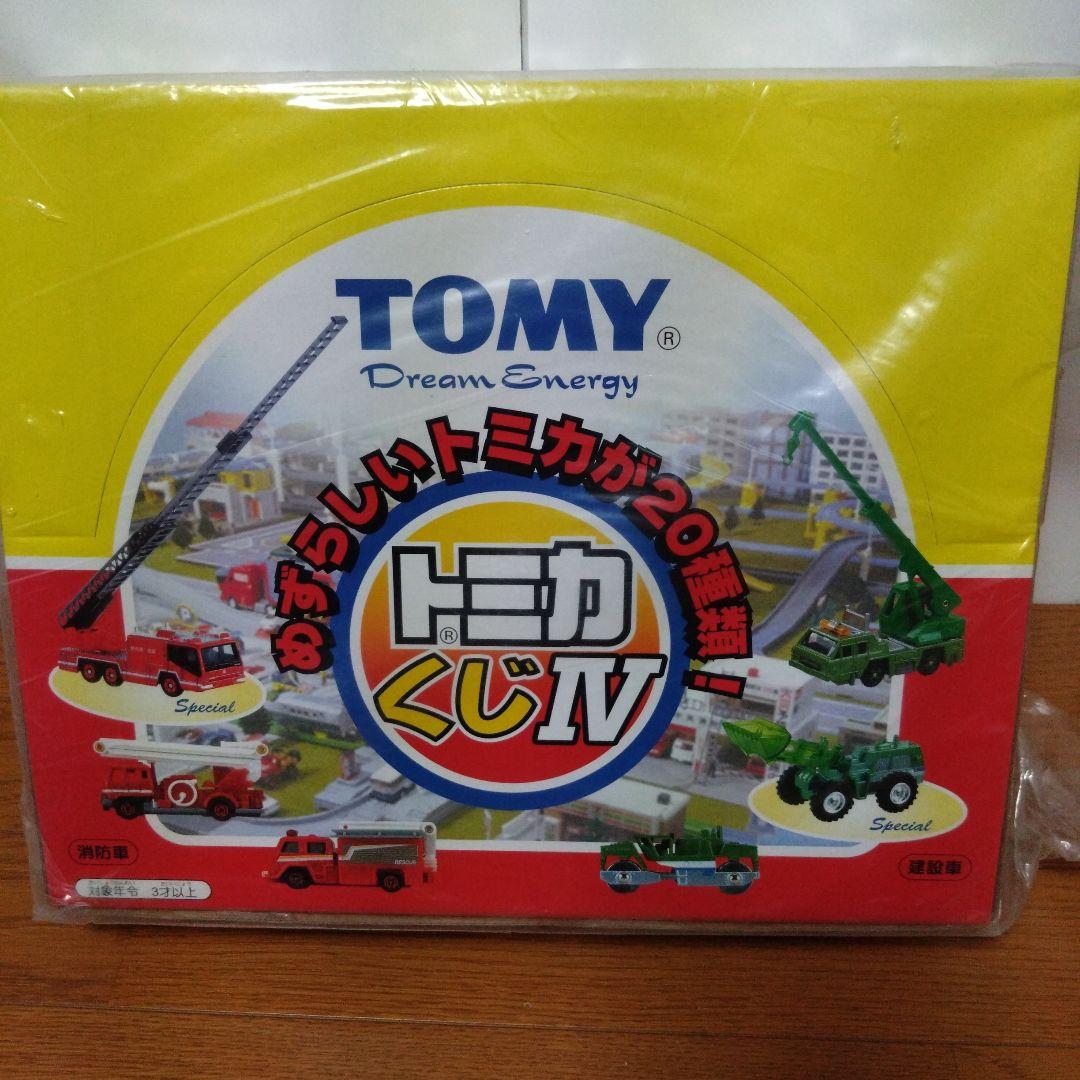 TOMY®
Dream Energy
めずらしいトミカが20種類！
トミカ®
くじⅣ
Special
Special
RESCUE
消防車
建設車
対象年令 3才以上